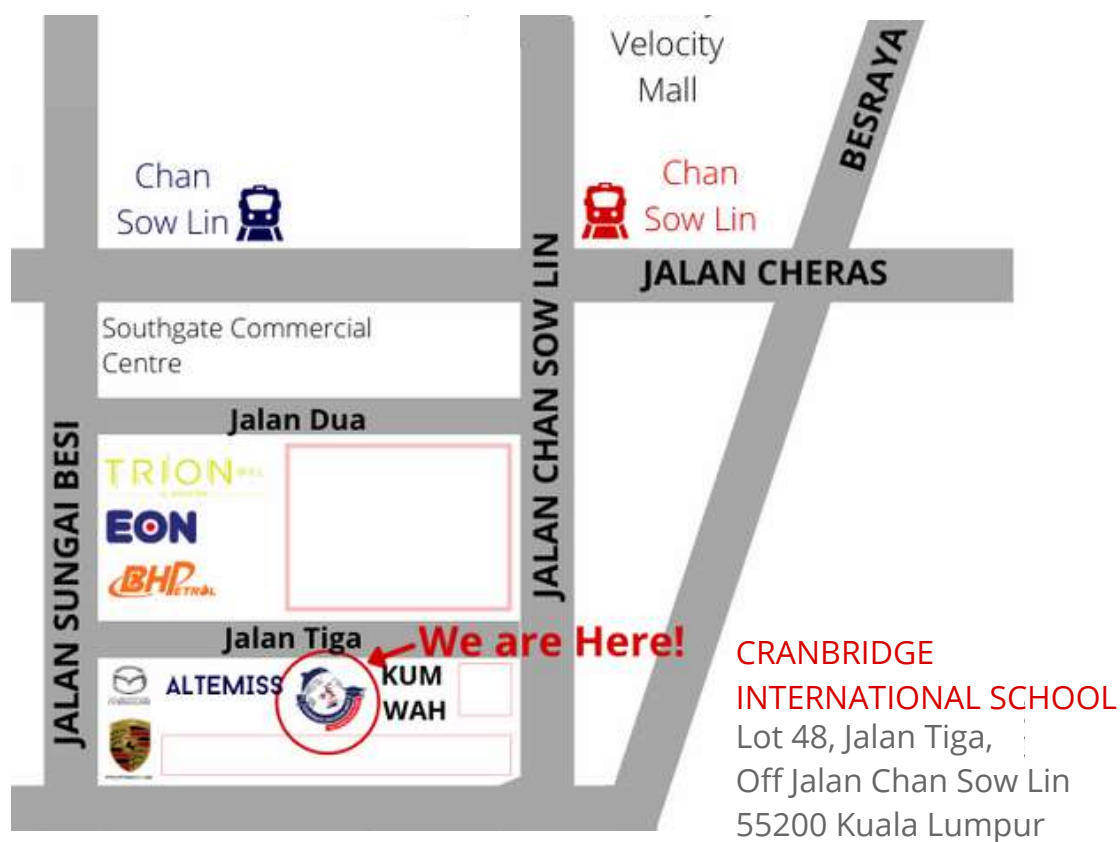 Velocity
Mall
BESRAYA
Chan
Sow Lin
Chan
Sow Lin
JALAN CHERAS
JALAN CHAN SOW LIN
Southgate Commercial
Centre
Jalan Dua
JALAN SUNGAI BESI
TRION
EON
BHPETROL
Jalan Tiga
We are Here!
ALTEMISS
KUM
WAH
CRANBRIDGE
INTERNATIONAL SCHOOL
Lot 48, Jalan Tiga,
Off Jalan Chan Sow Lin
55200 Kuala Lumpur